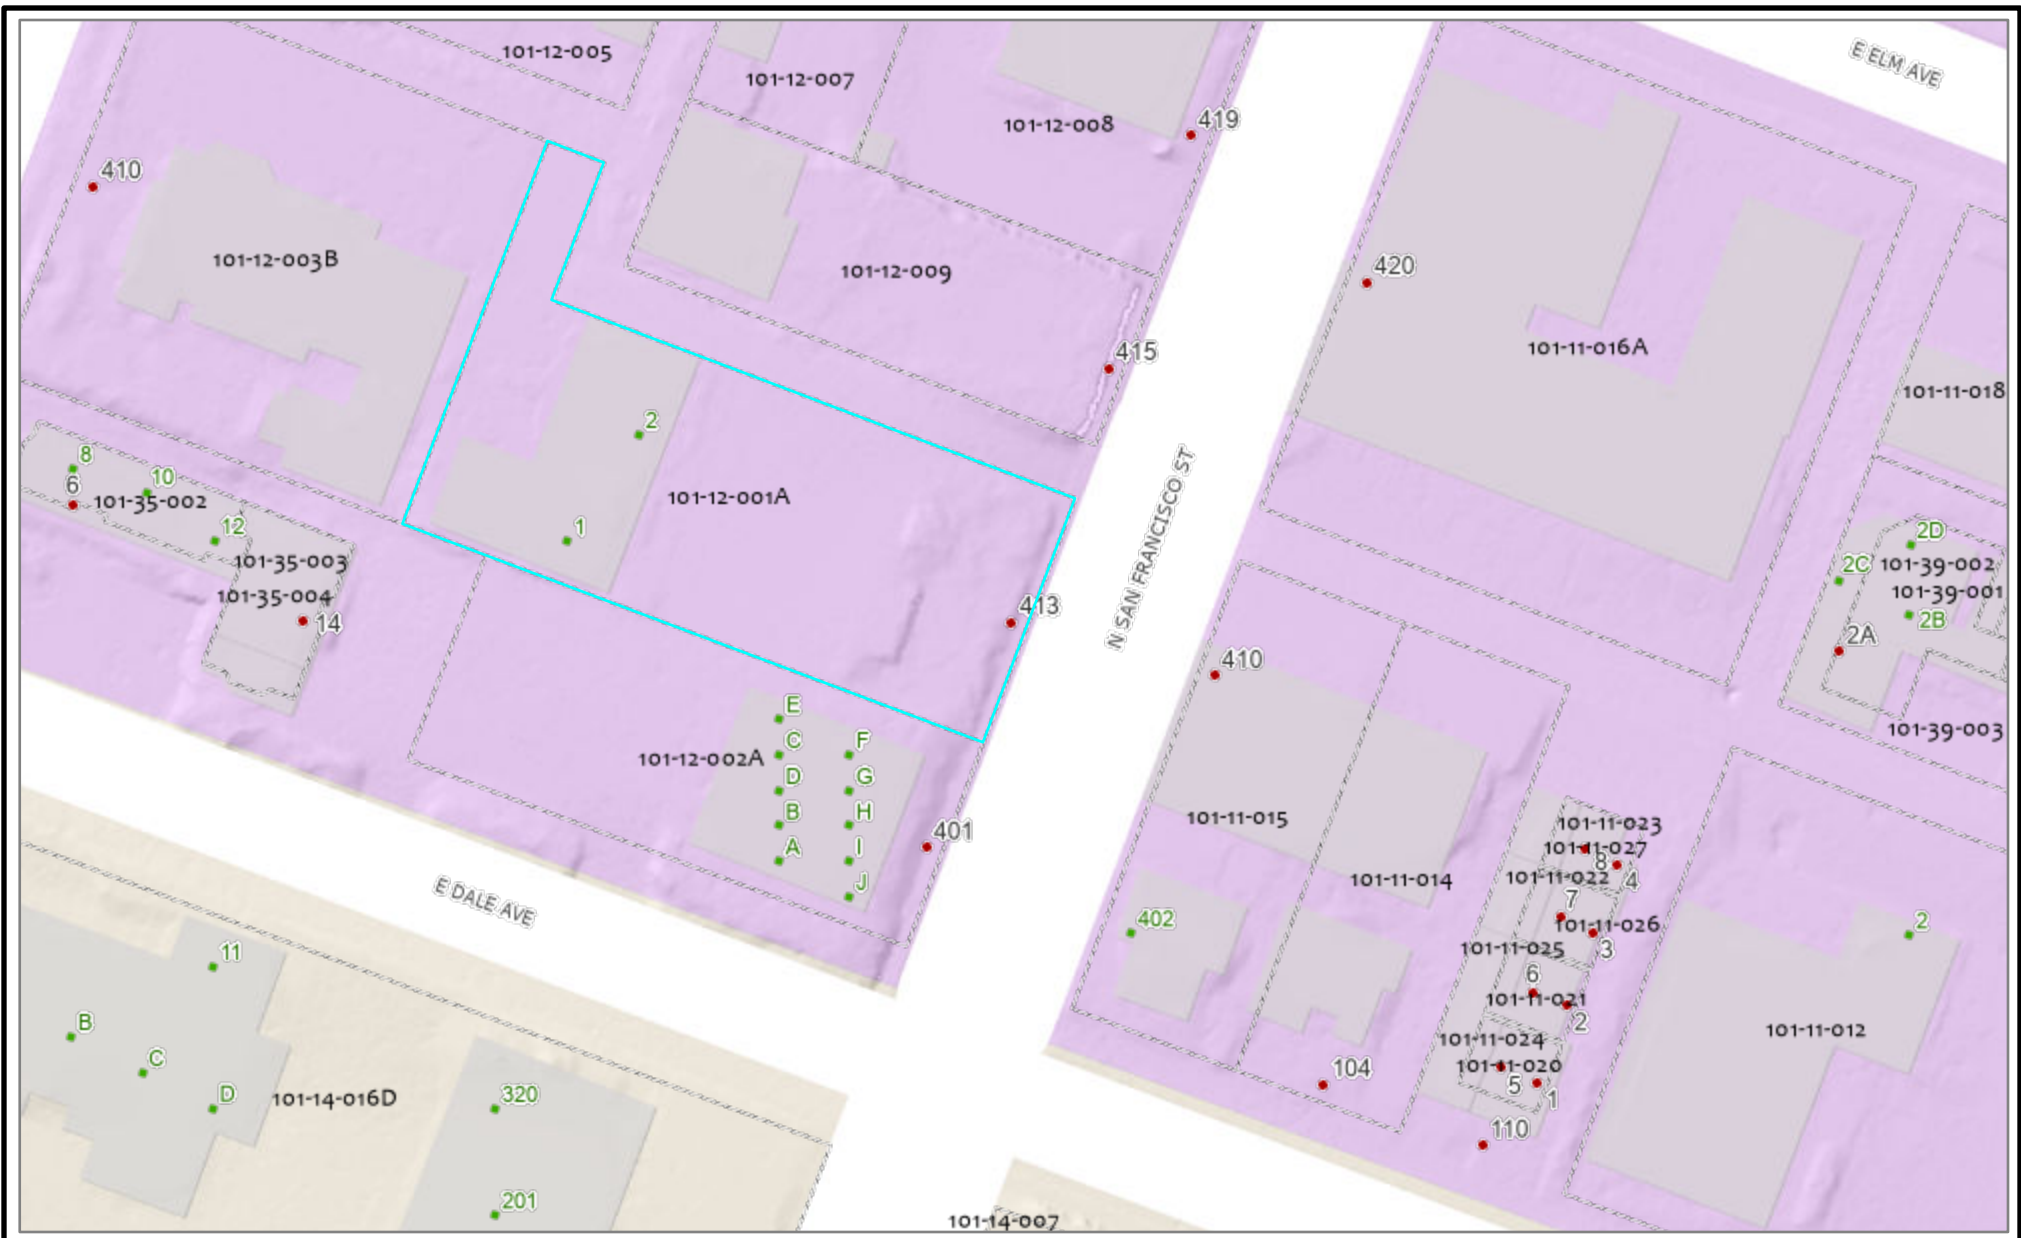 101-12-005
E ELM AVE
101-12-007
419
101-12-008
410
101-12-003B
101-12-009
420
101-11-016A
415
101-11-018
2
8
10
6
101-35-002
101-12-001A
12
1
2D
101-35-003
101-39-002
2C
101-39-001
101-35-004
14
413
N SAN FRANCISCO ST
2B
2A
410
E
101-39-003
C
F
101-12-002A
D
G
B
H
101-11-015
401
101-11-023
A
I
101-11-027
8
J
101-11-014
101-11-022
4
7
E DALE AVE
402
101-11-026
2
11
101-11-025
3
6
101-11-021
B
2
101-11-012
C
101-11-024
104
101-11-020
D
101-14-016D
320
5
1
110
201
101-14-007